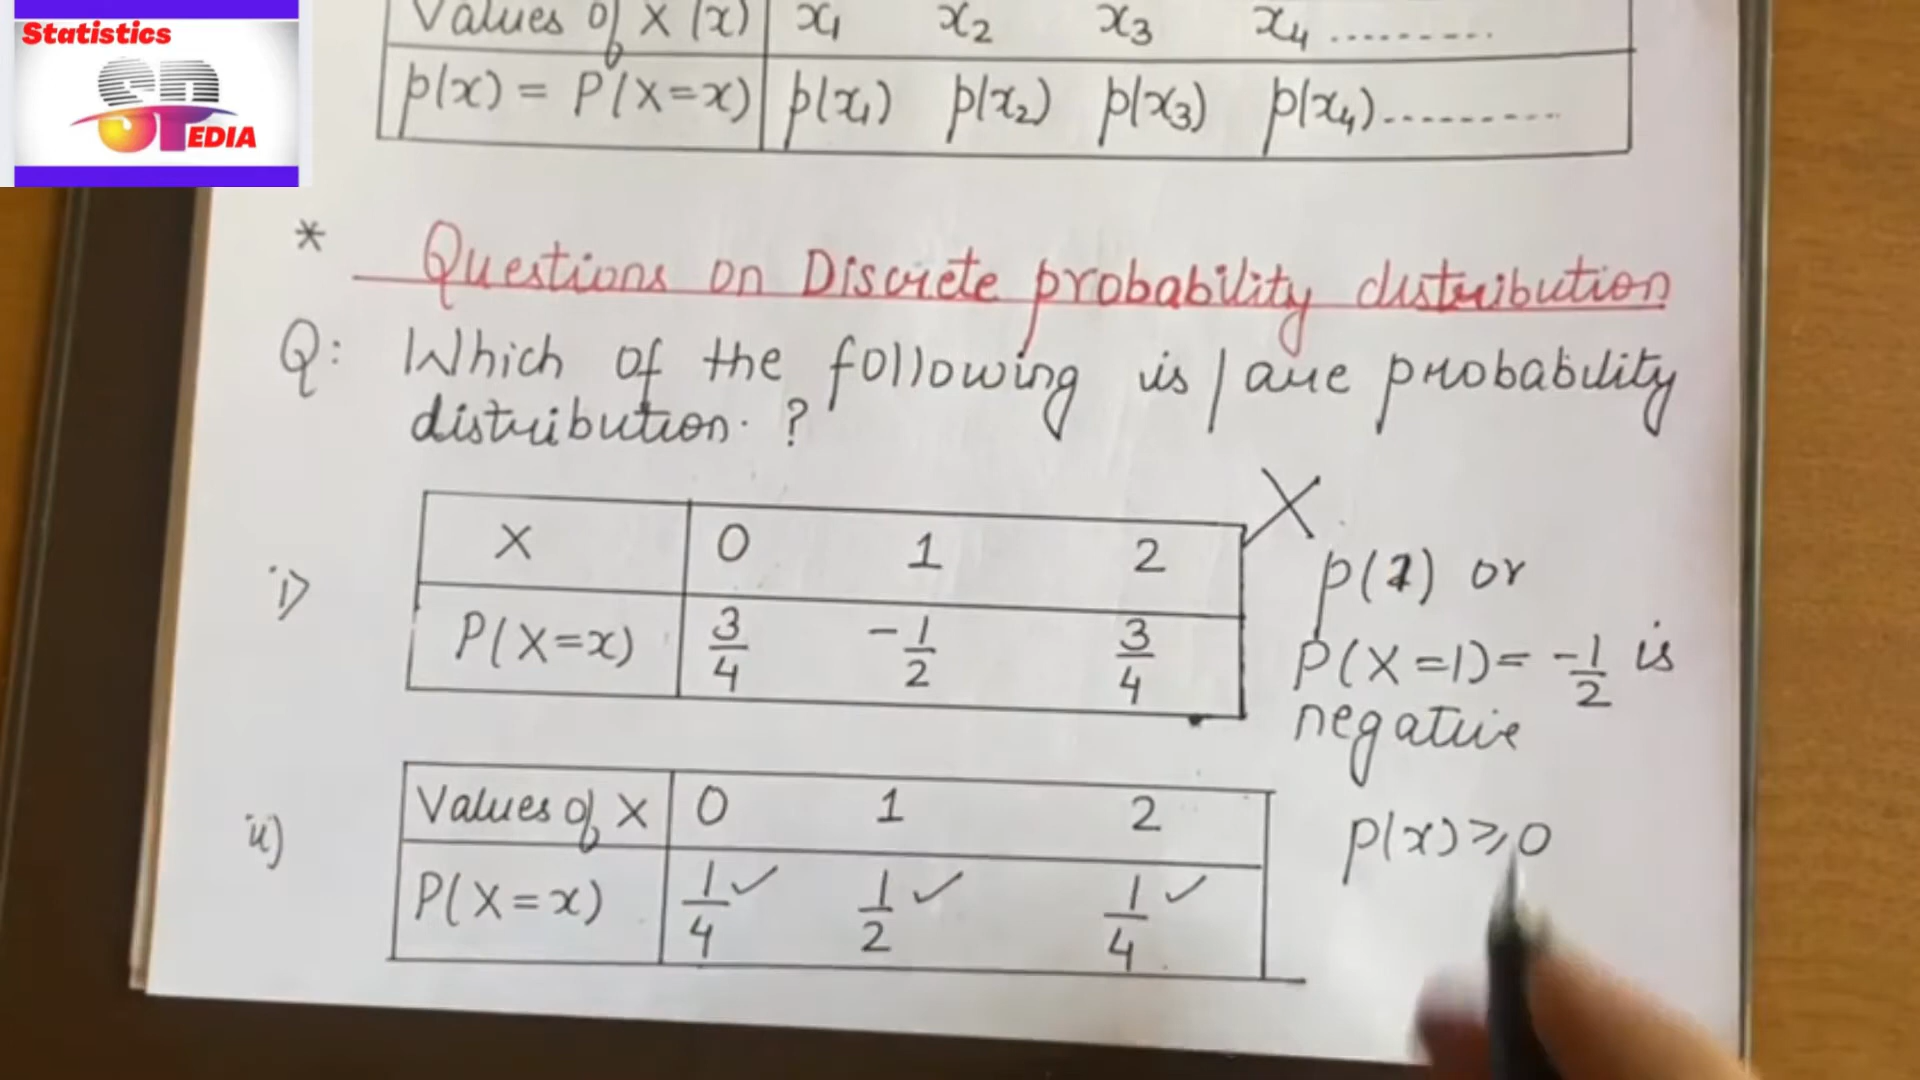 Statistics
STPEDIA
Values of X (x) x₁ x₂ x₃ x₄ ..........
p(x) = P(X=x) p(x₁) p(x₂) p(x₃) p(x₄)..........
* Questions on Discrete probability distribution
Q: Which of the following is / are probability
distribution. ?
i)
X 0 1 2
P(X=x) 3/4 -1/2 3/4
X
p(1) or
P(X=1)= -1/2 is
negative
ii)
Values of X 0 1 2
P(X=x) 1/4 ✓ 1/2 ✓ 1/4 ✓
p(x)≥0